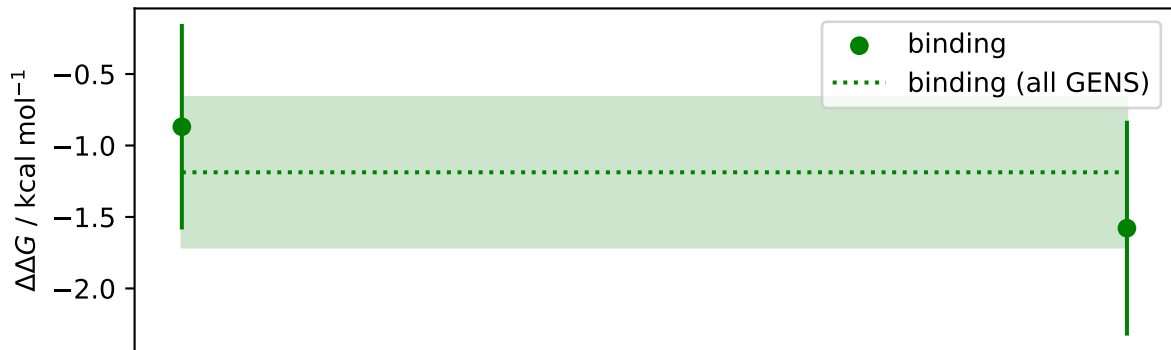 binding
binding (all GENS)
−0.5
−1.0
−1.5
−2.0
ΔΔG / kcal mol⁻¹